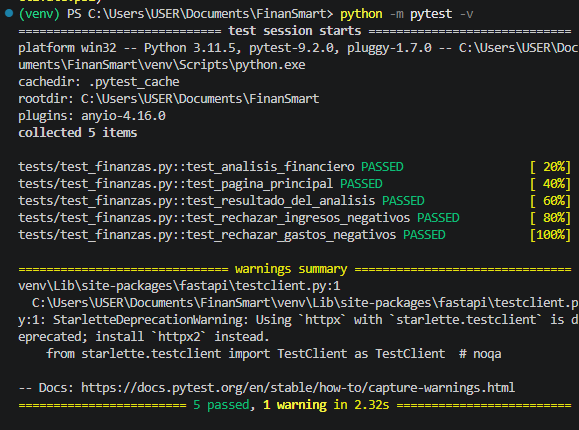 (venv) PS C:\Users\USER\Documents\FinanSmart> python -m pytest -v
============================ test session starts =============================
platform win32 -- Python 3.11.5, pytest-9.2.0, pluggy-1.7.0 -- C:\Users\USER\Doc
uments\FinanSmart\venv\Scripts\python.exe
cachedir: .pytest_cache
rootdir: C:\Users\USER\Documents\FinanSmart
plugins: anyio-4.16.0
collected 5 items
tests/test_finanzas.py::test_analisis_financiero PASSED [ 20%]
tests/test_finanzas.py::test_pagina_principal PASSED [ 40%]
tests/test_finanzas.py::test_resultado_del_analisis PASSED [ 60%]
tests/test_finanzas.py::test_rechazar_ingresos_negativos PASSED [ 80%]
tests/test_finanzas.py::test_rechazar_gastos_negativos PASSED [100%]
============================== warnings summary ==============================
venv\Lib\site-packages\fastapi\testclient.py:1
C:\Users\USER\Documents\FinanSmart\venv\Lib\site-packages\fastapi\testclient.p
y:1: StarletteDeprecationWarning: Using `httpx` with `starlette.testclient` is d
eprecated; install `httpx2` instead.
from starlette.testclient import TestClient as TestClient # noqa
-- Docs: https://docs.pytest.org/en/stable/how-to/capture-warnings.html
======================== 5 passed, 1 warning in 2.32s =========================